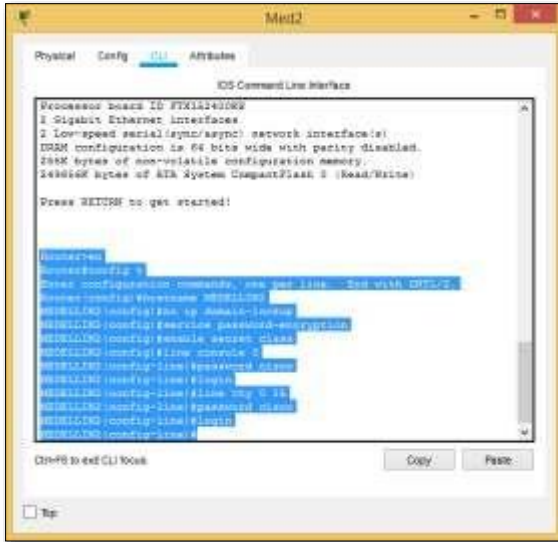 Med2
Physical Config CLI Attributes
IOS Command Line Interface
Processor board ID
2 Gigabit Ethernet interfaces
2 Low-speed serial(sync/async) network interface(s)
DRAM configuration is 64 bits wide with parity disabled.
255K bytes of non-volatile configuration memory.
249856K bytes of ATA System CompactFlash 0 (Read/Write)
Press RETURN to get started!
Router>en
Router#config t
Enter configuration commands, one per line. End with CNTL/Z.
Router(config)#hostname
(config)#no ip domain-lookup
(config)#service password-encryption
(config)#enable secret class
(config)#line console 0
(config-line)#password cisco
(config-line)#login
(config-line)#line vty 0
(config-line)#password cisco
(config-line)#login
(config-line)#
Ctrl+F6 to exit CLI focus
Copy Paste
Top